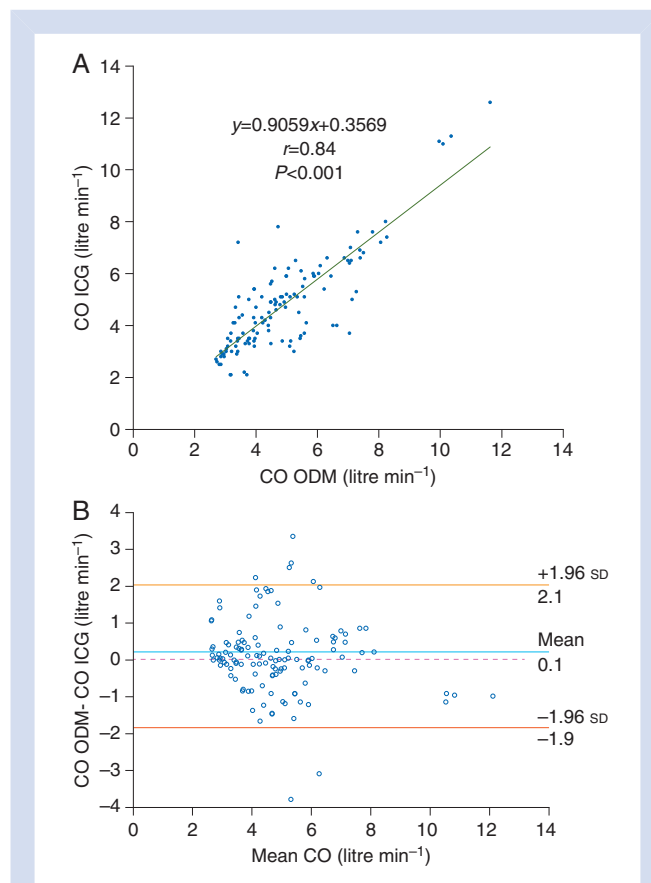 A
14
12
10
8
6
4
2
0
CO ICG (litre min⁻¹)
y=0.9059x+0.3569
r=0.84
P<0.001
0 2 4 6 8 10 12 14
CO ODM (litre min⁻¹)
B
4
3
2
1
0
−1
−2
−3
−4
CO ODM- CO ICG (litre min⁻¹)
+1.96 SD
2.1
Mean
0.1
−1.96 SD
−1.9
0 2 4 6 8 10 12 14
Mean CO (litre min⁻¹)